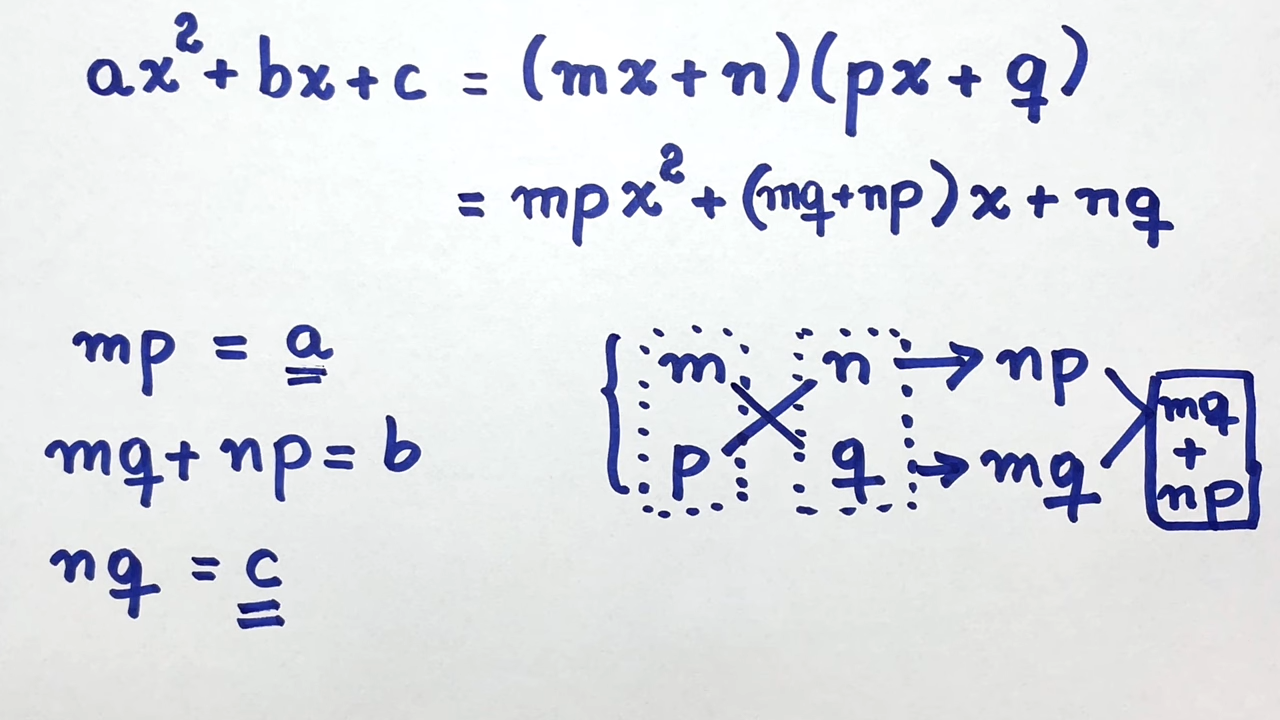 ax²+bx+c = (mx+n)(px+q)
= mpx²+(mq+np)x+nq
mp = a
mq+np=b
nq = c
m n → np
p q → mq
mq
+
np